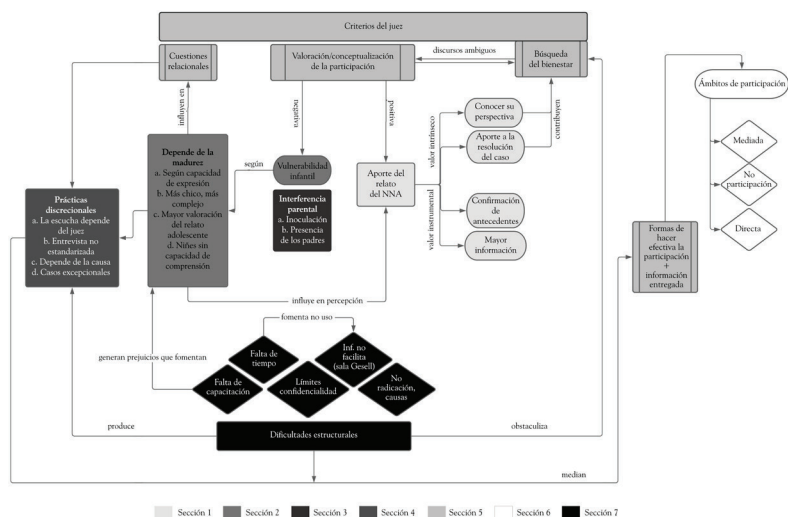 Criterios del juez
Cuestiones
relacionales
Valoración/conceptualización
de la participación
discursos ambiguos
Búsqueda
del bienestar
Ámbitos de participación
influyen en
negativa
positiva
valor intrínseco
valor instrumental
contribuyen
Conocer su
perspectiva
Aporte a la
resolución
del caso
Confirmación
de
antecedentes
Mayor
información
Mediada
No
participación
Directa
Depende de la
madurez
a. Según capacidad
de expresión
b. Más chico, más
complejo
c. Mayor valoración
del relato
adolescente
d. Niñes sin
capacidad de
comprensión
según
Vulnerabilidad
infantil
Interferencia
parental
a. Inoculación
b. Presencia
de los padres
Aporte del
relato
del NNA
Prácticas
discrecionales
a. La escucha depende
del juez
b. Entrevista no
estandarizada
c. Depende de la causa
d. Casos excepcionales
Formas de
hacer
efectiva la
participación
+
información
entregada
influye en percepción
fomenta no uso
generan prejuicios que fomentan
Falta de
tiempo
Inf. no
facilita
(sala Gesell)
Falta de
capacitación
Límites
confidencialidad
No
radicación,
causas
produce
Dificultades estructurales
obstaculiza
median
Sección 1
Sección 2
Sección 3
Sección 4
Sección 5
Sección 6
Sección 7